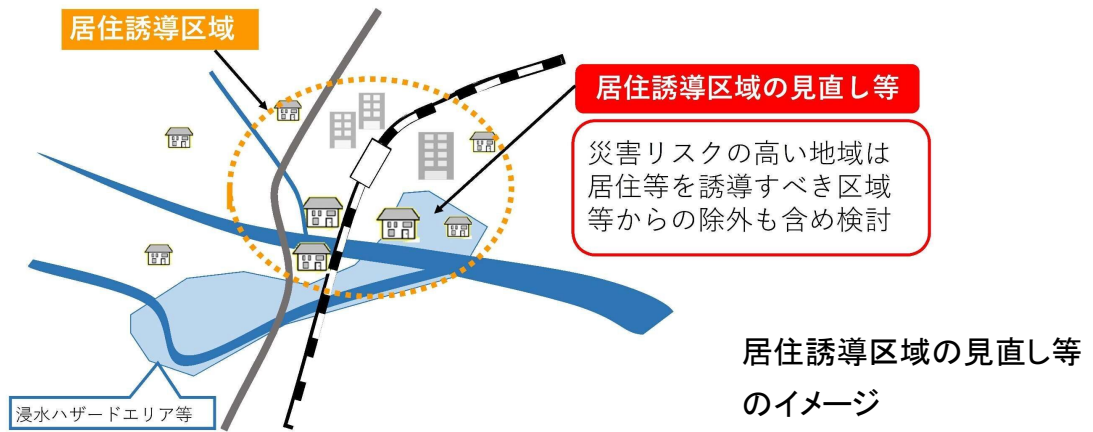 居住誘導区域
居住誘導区域の見直し等
災害リスクの高い地域は
居住等を誘導すべき区域
等からの除外も含め検討
浸水ハザードエリア等
居住誘導区域の見直し等
のイメージ